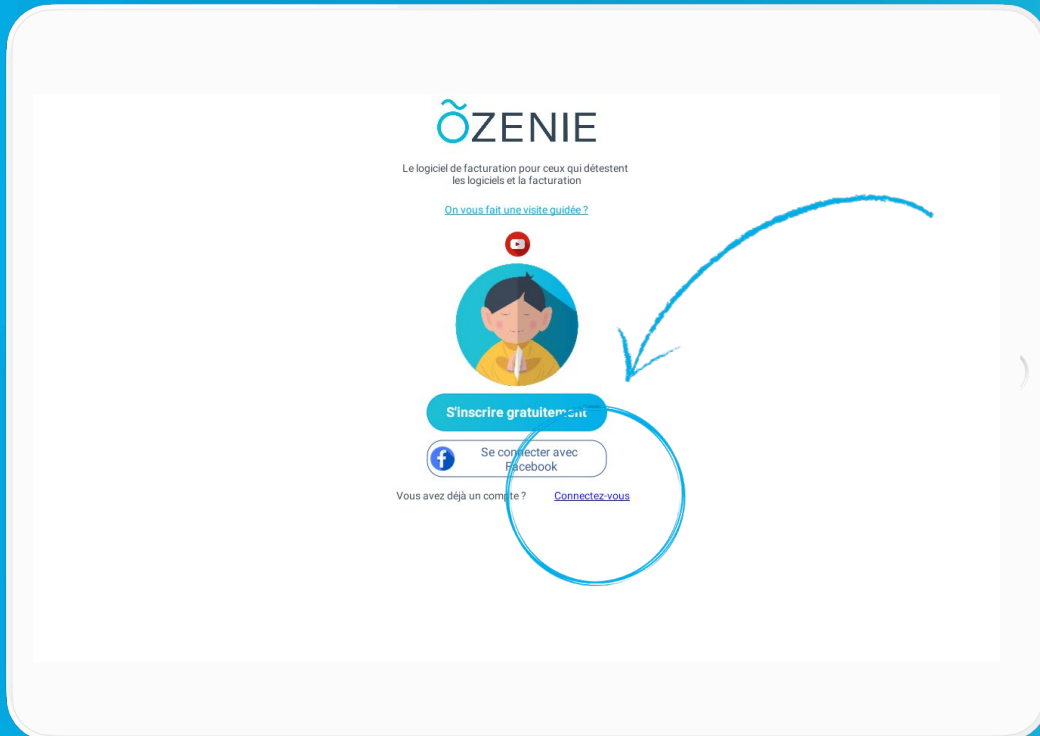 ÕZENIE
Le logiciel de facturation pour ceux qui détestent
les logiciels et la facturation
On vous fait une visite guidée ?
S'inscrire gratuitement
Se connecter avec
Facebook
Vous avez déjà un compte ? Connectez-vous